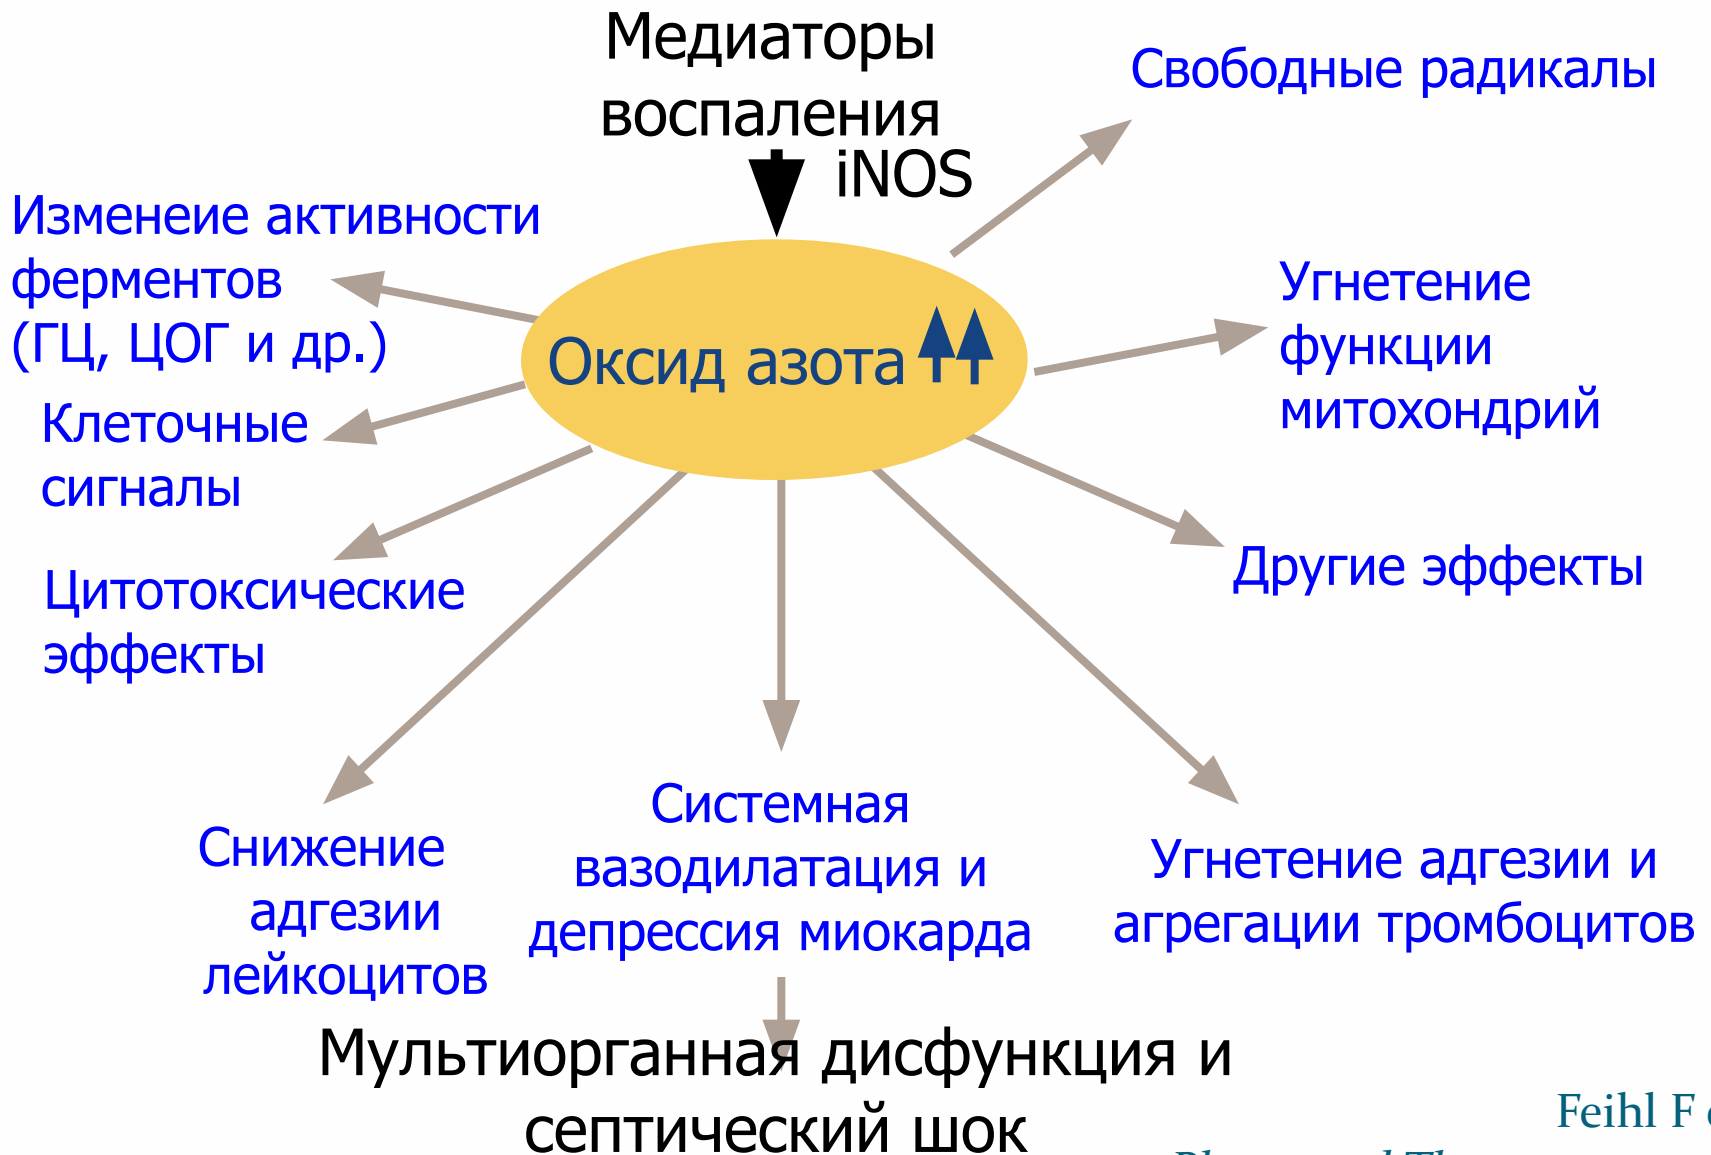 Медиаторы
воспаления
iNOS
Свободные радикалы
Изменеие активности
ферментов
(ГЦ, ЦОГ и др.)
Угнетение
функции
митохондрий
Оксид азота
Клеточные
сигналы
Другие эффекты
Цитотоксические
эффекты
Снижение
адгезии
лейкоцитов
Системная
вазодилатация и
депрессия миокарда
Угнетение адгезии и
агрегации тромбоцитов
Мультиорганная дисфункция и
септический шок
Feihl F